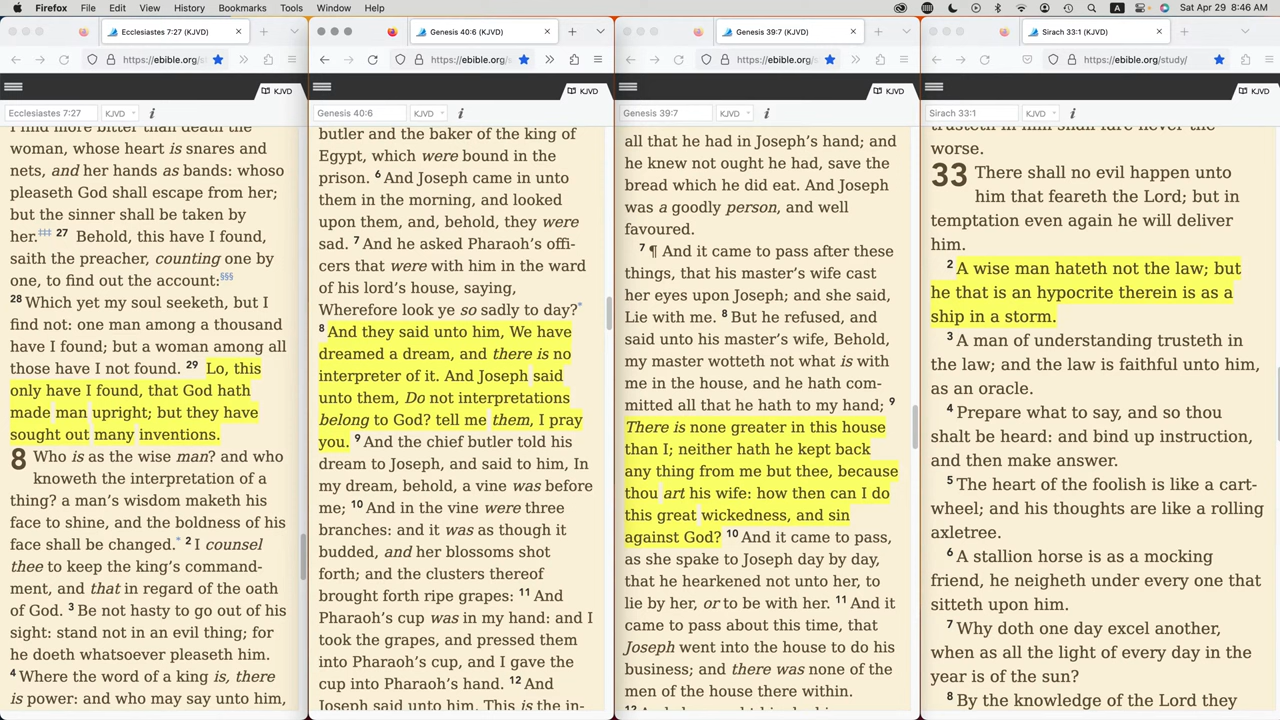 Firefox File Edit View History Bookmarks Tools Window Help
A Sat Apr 29 8:46 AM
Ecclesiastes 7:27 (KJVD)
https://ebible.org/s
KJVD
Ecclesiastes 7:27 KJVD i
I find more bitter than death the
woman, whose heart is snares and
nets, and her hands as bands: whoso
pleaseth God shall escape from her;
but the sinner shall be taken by
her.‡‡‡ 27 Behold, this have I found,
saith the preacher, counting one by
one, to find out the account:§§§
28 Which yet my soul seeketh, but I
find not: one man among a thousand
have I found; but a woman among all
those have I not found. 29 Lo, this
only have I found, that God hath
made man upright; but they have
sought out many inventions.
8 Who is as the wise man? and who
knoweth the interpretation of a
thing? a man's wisdom maketh his
face to shine, and the boldness of his
face shall be changed.* 2 I counsel
thee to keep the king's command-
ment, and that in regard of the oath
of God. 3 Be not hasty to go out of his
sight: stand not in an evil thing; for
he doeth whatsoever pleaseth him.
4 Where the word of a king is, there
is power: and who may say unto him,
Genesis 40:6 (KJVD)
https://ebible.org/s
KJVD
Genesis 40:6 KJVD i
butler and the baker of the king of
Egypt, which were bound in the
prison. 6 And Joseph came in unto
them in the morning, and looked
upon them, and, behold, they were
sad. 7 And he asked Pharaoh's offi-
cers that were with him in the ward
of his lord's house, saying,
Wherefore look ye so sadly to day?*
8 And they said unto him, We have
dreamed a dream, and there is no
interpreter of it. And Joseph said
unto them, Do not interpretations
belong to God? tell me them, I pray
you. 9 And the chief butler told his
dream to Joseph, and said to him, In
my dream, behold, a vine was before
me; 10 And in the vine were three
branches: and it was as though it
budded, and her blossoms shot
forth; and the clusters thereof
brought forth ripe grapes: 11 And
Pharaoh's cup was in my hand: and I
took the grapes, and pressed them
into Pharaoh's cup, and I gave the
cup into Pharaoh's hand. 12 And
Joseph said unto him, This is the in-
Genesis 39:7 (KJVD)
https://ebible.org/s
KJVD
Genesis 39:7 KJVD i
all that he had in Joseph's hand; and
he knew not ought he had, save the
bread which he did eat. And Joseph
was a goodly person, and well
favoured.
7 ¶ And it came to pass after these
things, that his master's wife cast
her eyes upon Joseph; and she said,
Lie with me. 8 But he refused, and
said unto his master's wife, Behold,
my master wotteth not what is with
me in the house, and he hath com-
mitted all that he hath to my hand; 9
There is none greater in this house
than I; neither hath he kept back
any thing from me but thee, because
thou art his wife: how then can I do
this great wickedness, and sin
against God? 10 And it came to pass,
as she spake to Joseph day by day,
that he hearkened not unto her, to
lie by her, or to be with her. 11 And it
came to pass about this time, that
Joseph went into the house to do his
business; and there was none of the
men of the house there within.
Sirach 33:1 (KJVD)
https://ebible.org/study/
KJVD
Sirach 33:1 KJVD i
trusteth in him shall fare never the
worse.
33 There shall no evil happen unto
him that feareth the Lord; but in
temptation even again he will deliver
him.
2 A wise man hateth not the law; but
he that is an hypocrite therein is as a
ship in a storm.
3 A man of understanding trusteth in
the law; and the law is faithful unto him,
as an oracle.
4 Prepare what to say, and so thou
shalt be heard: and bind up instruction,
and then make answer.
5 The heart of the foolish is like a cart-
wheel; and his thoughts are like a rolling
axletree.
6 A stallion horse is as a mocking
friend, he neigheth under every one that
sitteth upon him.
7 Why doth one day excel another,
when as all the light of every day in the
year is of the sun?
8 By the knowledge of the Lord they